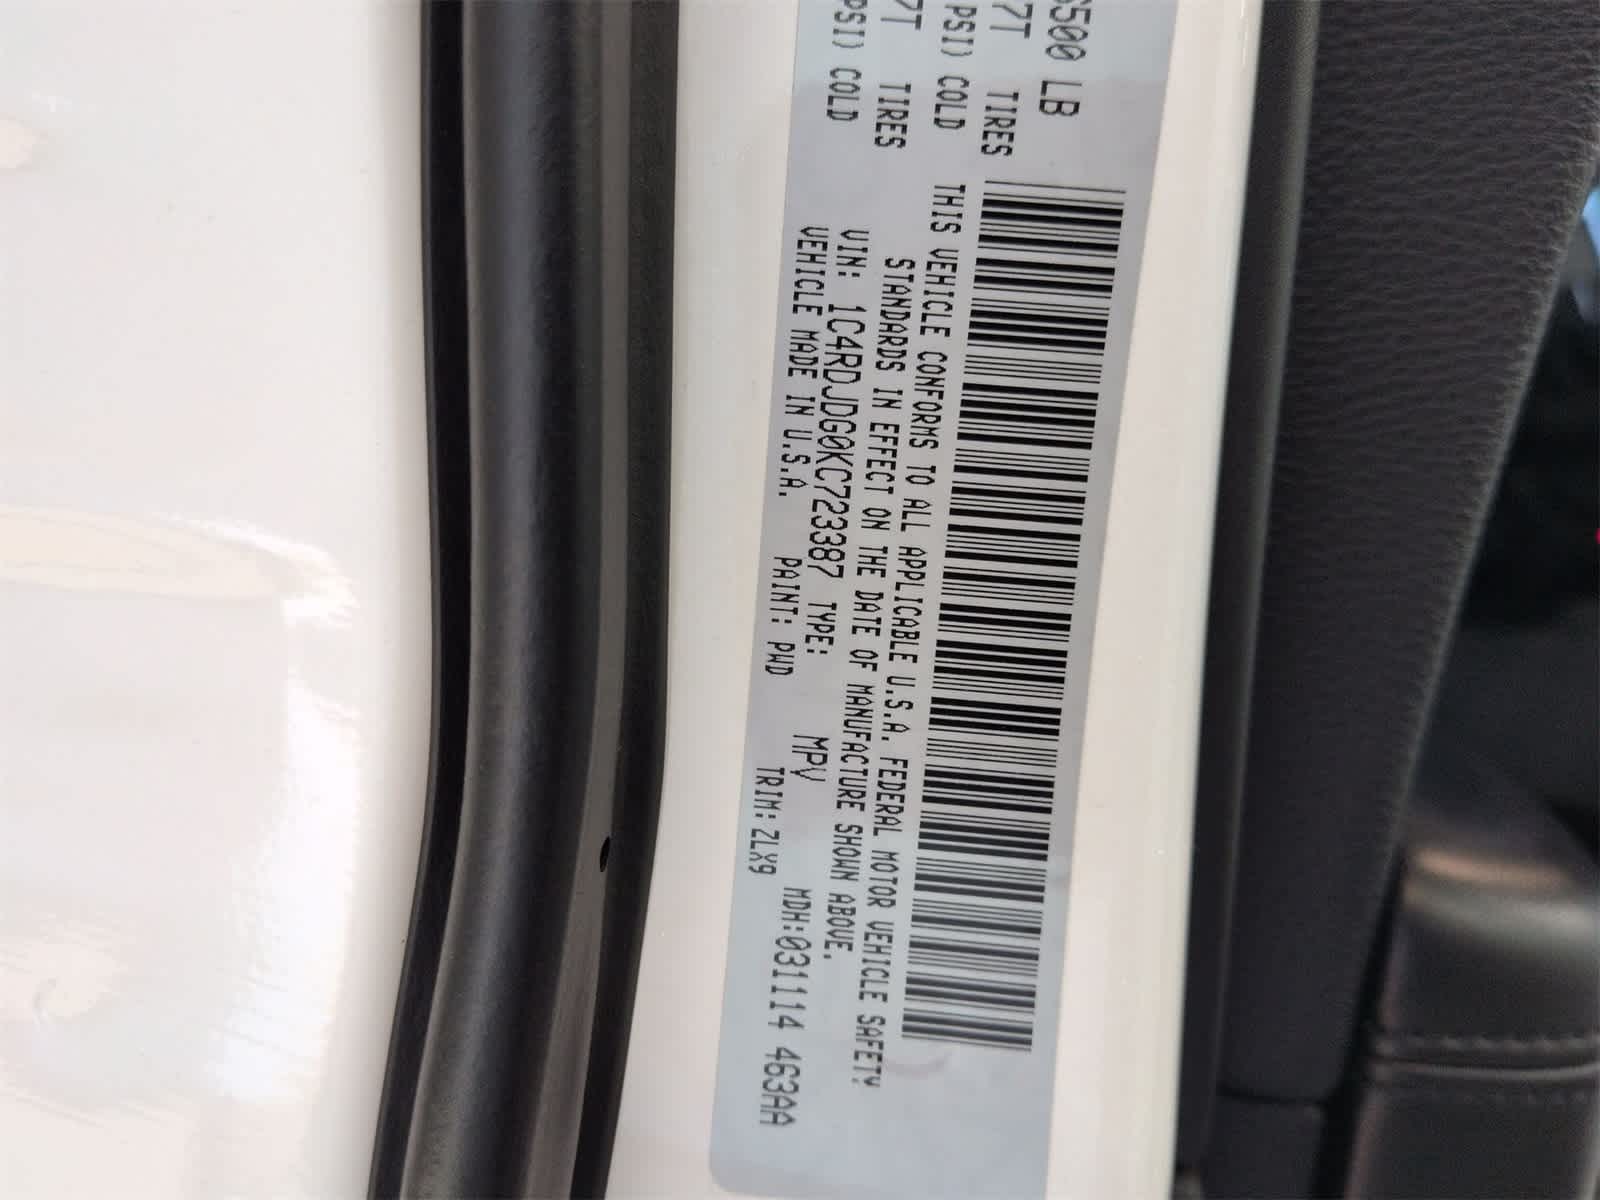 6500 LB
7T TIRES
PSI) COLD
7T TIRES
PSI) COLD
THIS VEHICLE CONFORMS TO ALL APPLICABLE U.S.A. FEDERAL MOTOR VEHICLE SAFETY
STANDARDS IN EFFECT ON THE DATE OF MANUFACTURE SHOWN ABOVE.
VIN: 1C4RDJDG0KC723387 TYPE: MPV MDH:031114 463AA
VEHICLE MADE IN U.S.A. PAINT: PWD TRIM:ZLX9